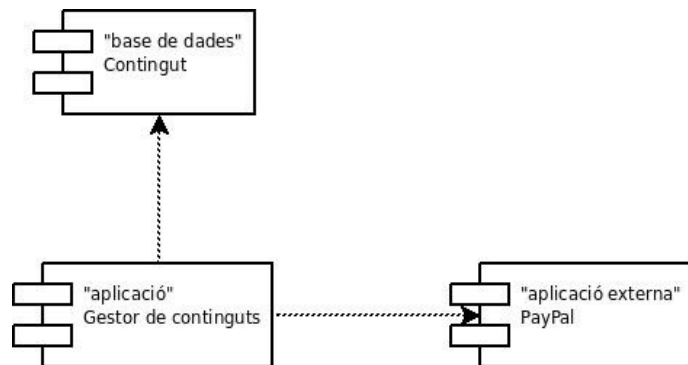 "base de dades"
Contingut
"aplicació"
Gestor de continguts
"aplicació externa"
PayPal